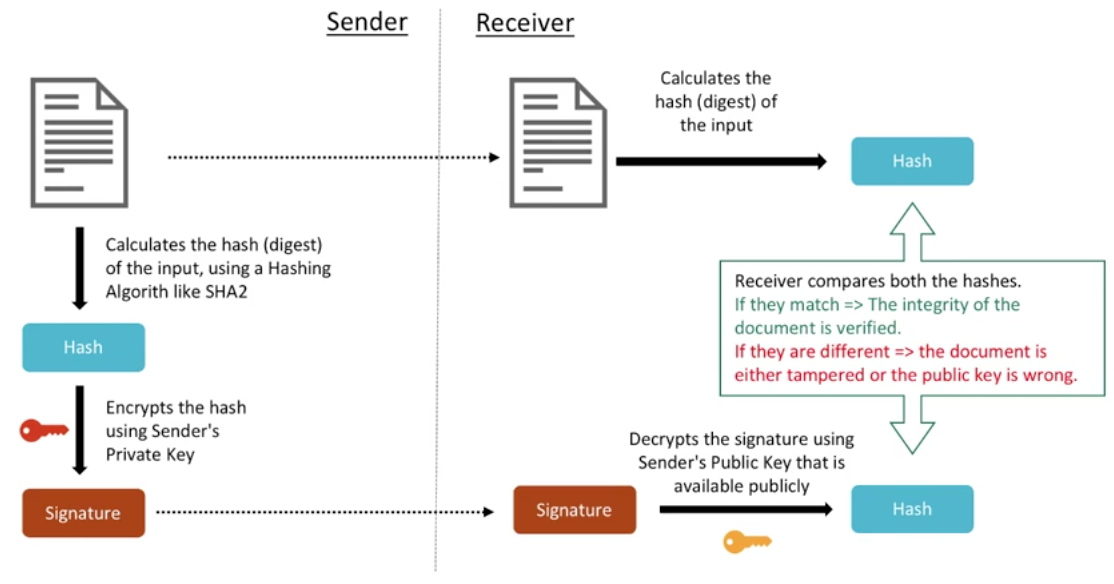 Sender
Receiver
Calculates the
hash (digest) of
the input
Hash
Calculates the hash (digest)
of the input, using a Hashing
Algorith like SHA2
Hash
Receiver compares both the hashes.
If they match => The integrity of the
document is verified.
If they are different => the document is
either tampered or the public key is wrong.
Encrypts the hash
using Sender's
Private Key
Decrypts the signature using
Sender's Public Key that is
available publicly
Signature
Signature
Hash